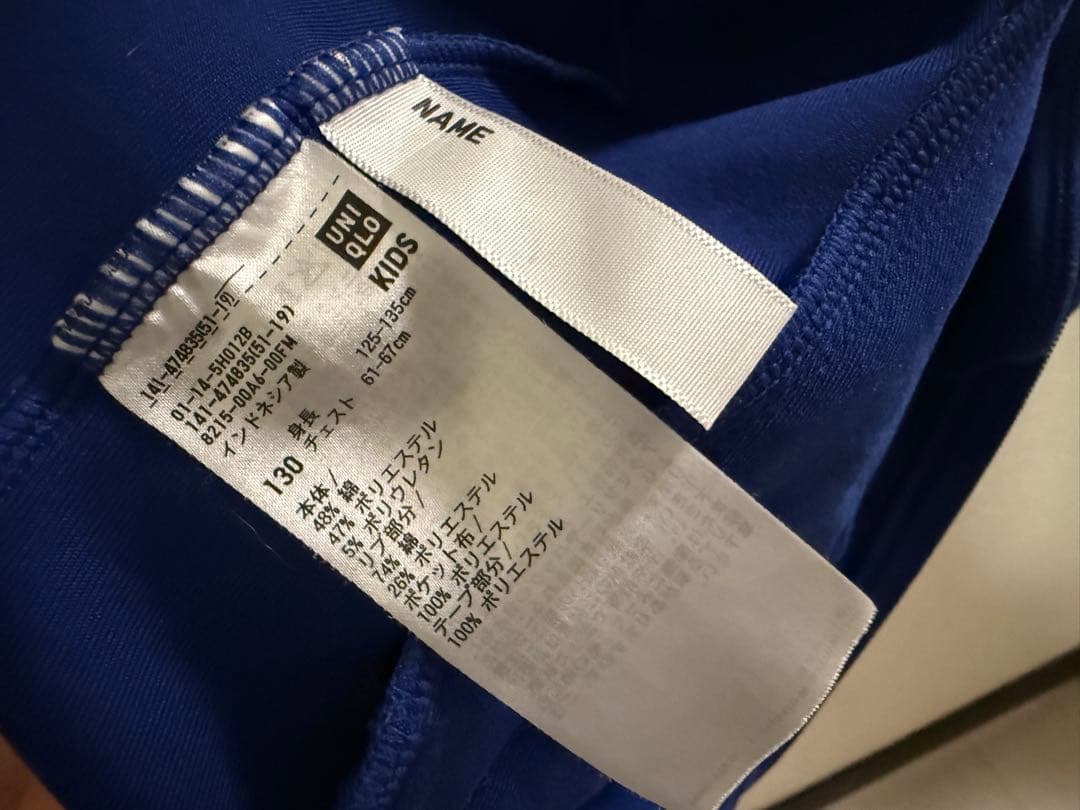 NAME
UNI
QLO
KIDS
141-474835(51-19)
01-14-5H012B
141-474835(51-19)
8215-00A6-00FM
インドネシア製
130 身長 125-135cm
チェスト 61-67cm
本体/
48% 綿
47% ポリエステル
5% ポリウレタン
リブ部分/
74% 綿
26% ポリエステル
ポケット布/
100% ポリエステル
テープ部分/
100% ポリエステル